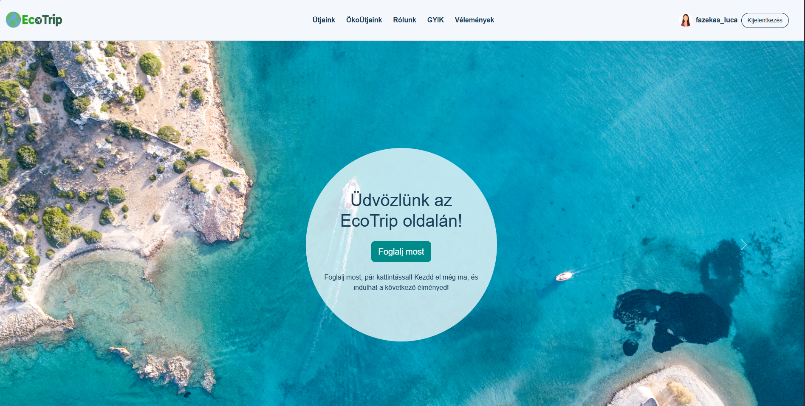 EcoTrip
Útjaink ÖkoÚtjaink Rólunk GYIK Vélemények
fazekas_luca Kijelentkezés
Üdvözlünk az
EcoTrip oldalán!
Foglalj most
Foglalj most, pár kattintással! Kezdd el még ma, és
indulhat a következő élményed!